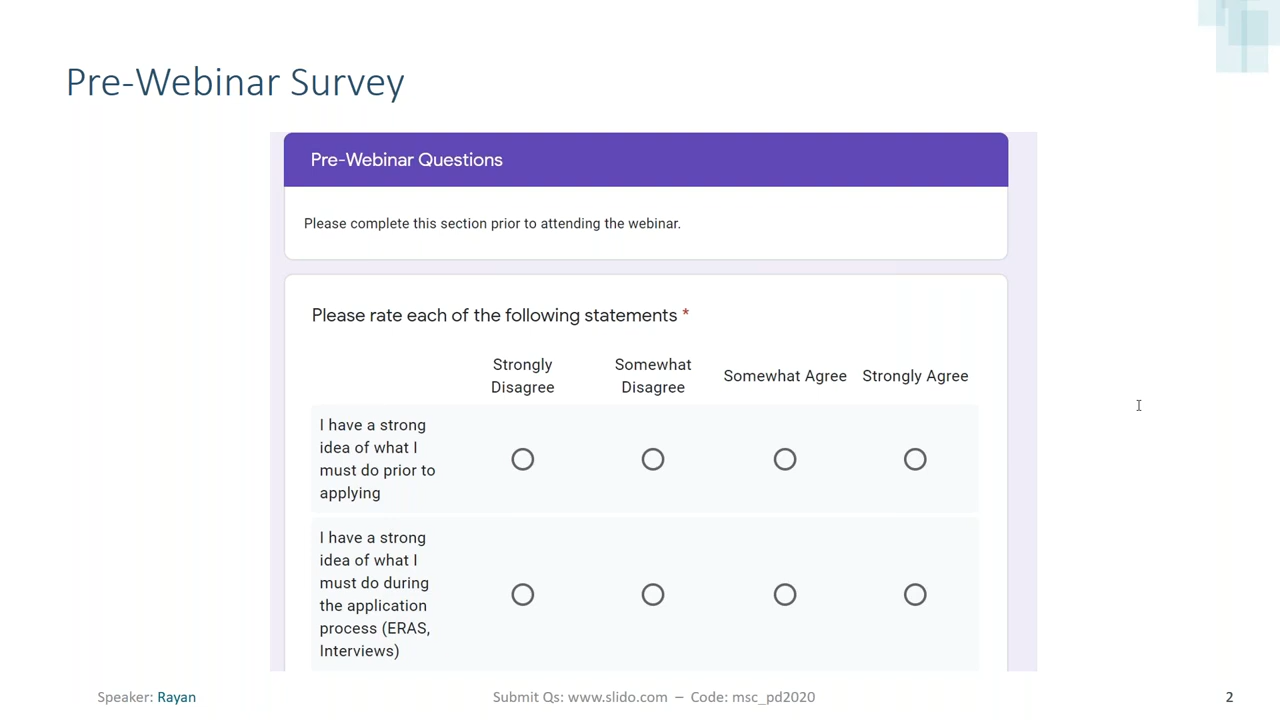 Pre-Webinar Survey
Pre-Webinar Questions
Please complete this section prior to attending the webinar.
Please rate each of the following statements *
Strongly
Disagree
Somewhat
Disagree
Somewhat Agree
Strongly Agree
I have a strong
idea of what I
must do prior to
applying
I have a strong
idea of what I
must do during
the application
process (ERAS,
Interviews)
Speaker: Rayan
Submit Qs: www.slido.com – Code: msc_pd2020
2